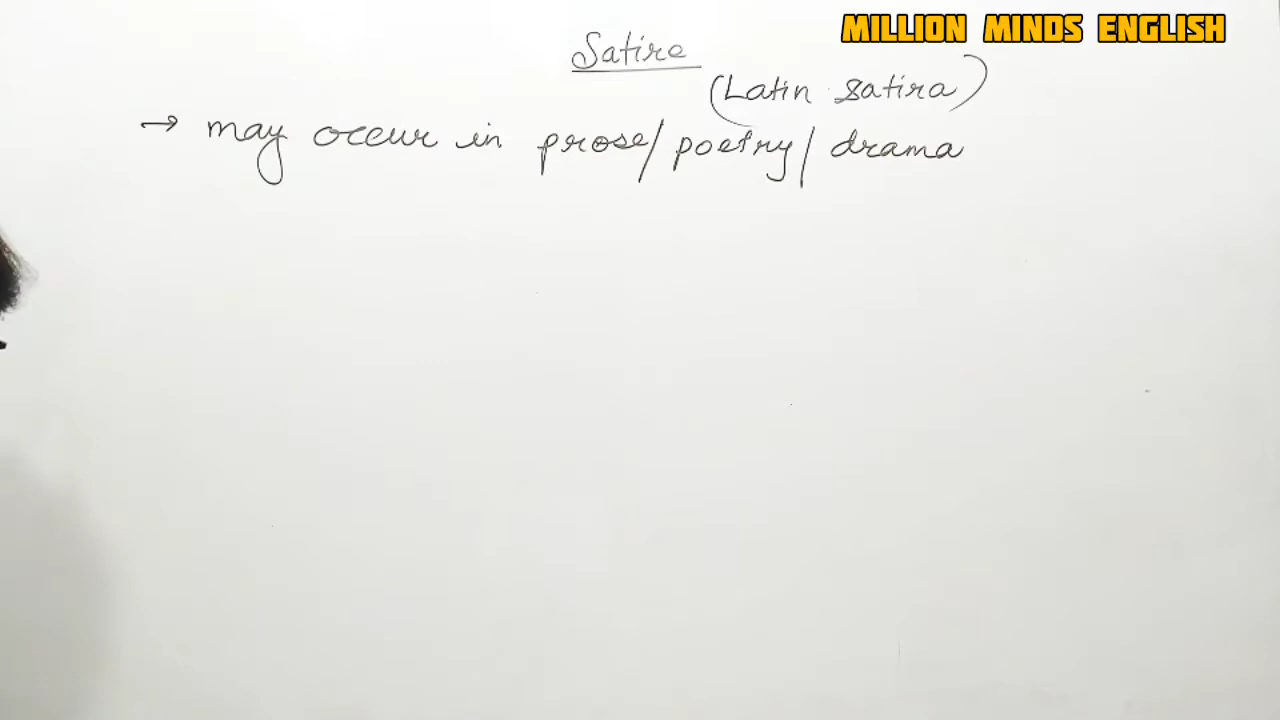 MILLION MINDS ENGLISH
Satire
(Latin satira)
→ may occur in prose/poetry/drama